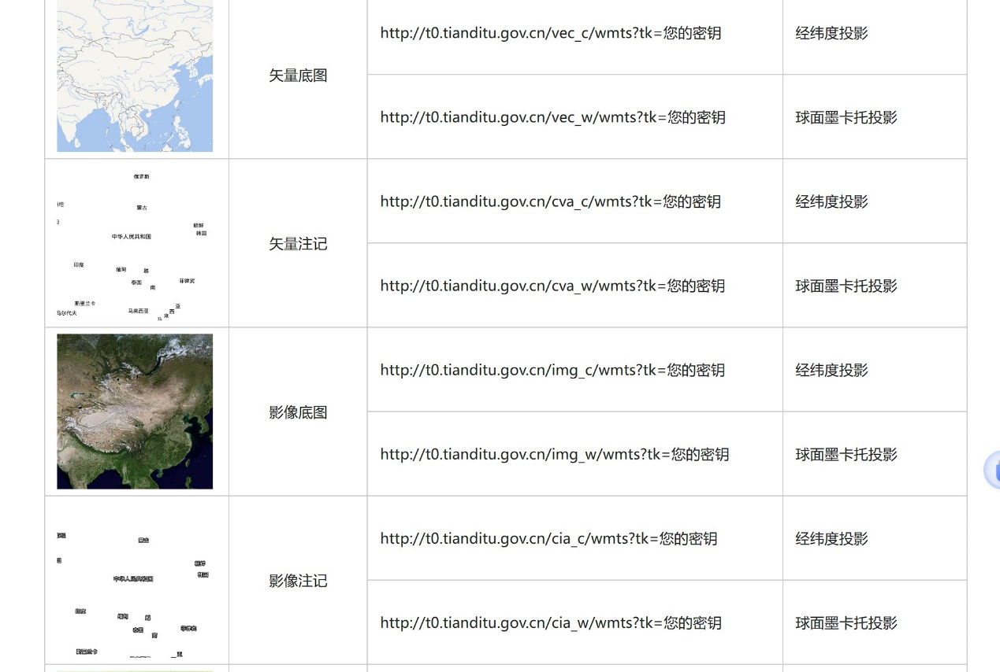 矢量底图
http://t0.tianditu.gov.cn/vec_c/wmts?tk=您的密钥
经纬度投影
http://t0.tianditu.gov.cn/vec_w/wmts?tk=您的密钥
球面墨卡托投影
俄罗斯
蒙古
朝鲜
韩国
中华人民共和国
印度
缅甸
越
泰国
南
菲律宾
斯里兰卡
马尔代夫
马来西亚
亚
西
来
矢量注记
http://t0.tianditu.gov.cn/cva_c/wmts?tk=您的密钥
经纬度投影
http://t0.tianditu.gov.cn/cva_w/wmts?tk=您的密钥
球面墨卡托投影
影像底图
http://t0.tianditu.gov.cn/img_c/wmts?tk=您的密钥
经纬度投影
http://t0.tianditu.gov.cn/img_w/wmts?tk=您的密钥
球面墨卡托投影
蒙古
朝鲜
韩国
中华人民共和国
印度
缅甸
越
泰国
南
菲律宾
斯里兰卡
影像注记
http://t0.tianditu.gov.cn/cia_c/wmts?tk=您的密钥
经纬度投影
http://t0.tianditu.gov.cn/cia_w/wmts?tk=您的密钥
球面墨卡托投影